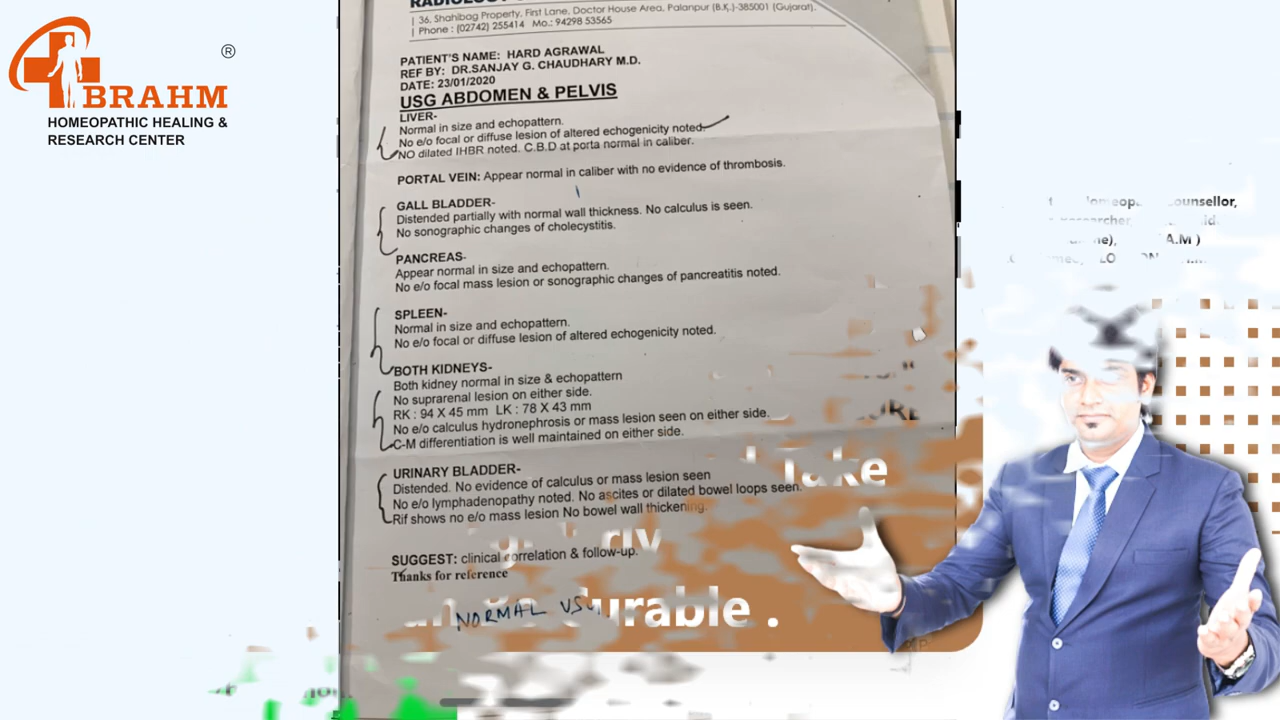 BRAHM ®
HOMEOPATHIC HEALING &
RESEARCH CENTER
| 36, Shahibag Property, First Lane, Doctor House Area, Palanpur (B.K.)-385001 (Gujarat).
| Phone : (02742) 255414 Mo.: 94298 53565
PATIENT'S NAME: HARD AGRAWAL
REF BY: DR.SANJAY G. CHAUDHARY M.D.
DATE: 23/01/2020
USG ABDOMEN & PELVIS
LIVER-
Normal in size and echopattern.
No e/o focal or diffuse lesion of altered echogenicity noted.
NO dilated IHBR noted. C.B.D at porta normal in caliber.
PORTAL VEIN: Appear normal in caliber with no evidence of thrombosis.
GALL BLADDER-
Distended partially with normal wall thickness. No calculus is seen.
No sonographic changes of cholecystitis.
PANCREAS-
Appear normal in size and echopattern.
No e/o focal mass lesion or sonographic changes of pancreatitis noted.
SPLEEN-
Normal in size and echopattern.
No e/o focal or diffuse lesion of altered echogenicity noted.
BOTH KIDNEYS-
Both kidney normal in size & echopattern
No suprarenal lesion on either side.
RK : 94 X 45 mm LK : 78 X 43 mm
No e/o calculus hydronephrosis or mass lesion seen on either side.
C-M differentiation is well maintained on either side.
URINARY BLADDER-
Distended. No evidence of calculus or mass lesion seen
No e/o lymphadenopathy noted. No ascites or dilated bowel loops seen.
Rif shows no e/o mass lesion No bowel wall thickening.
SUGGEST: clinical correlation & follow-up.
Thanks for reference
NORMAL USG